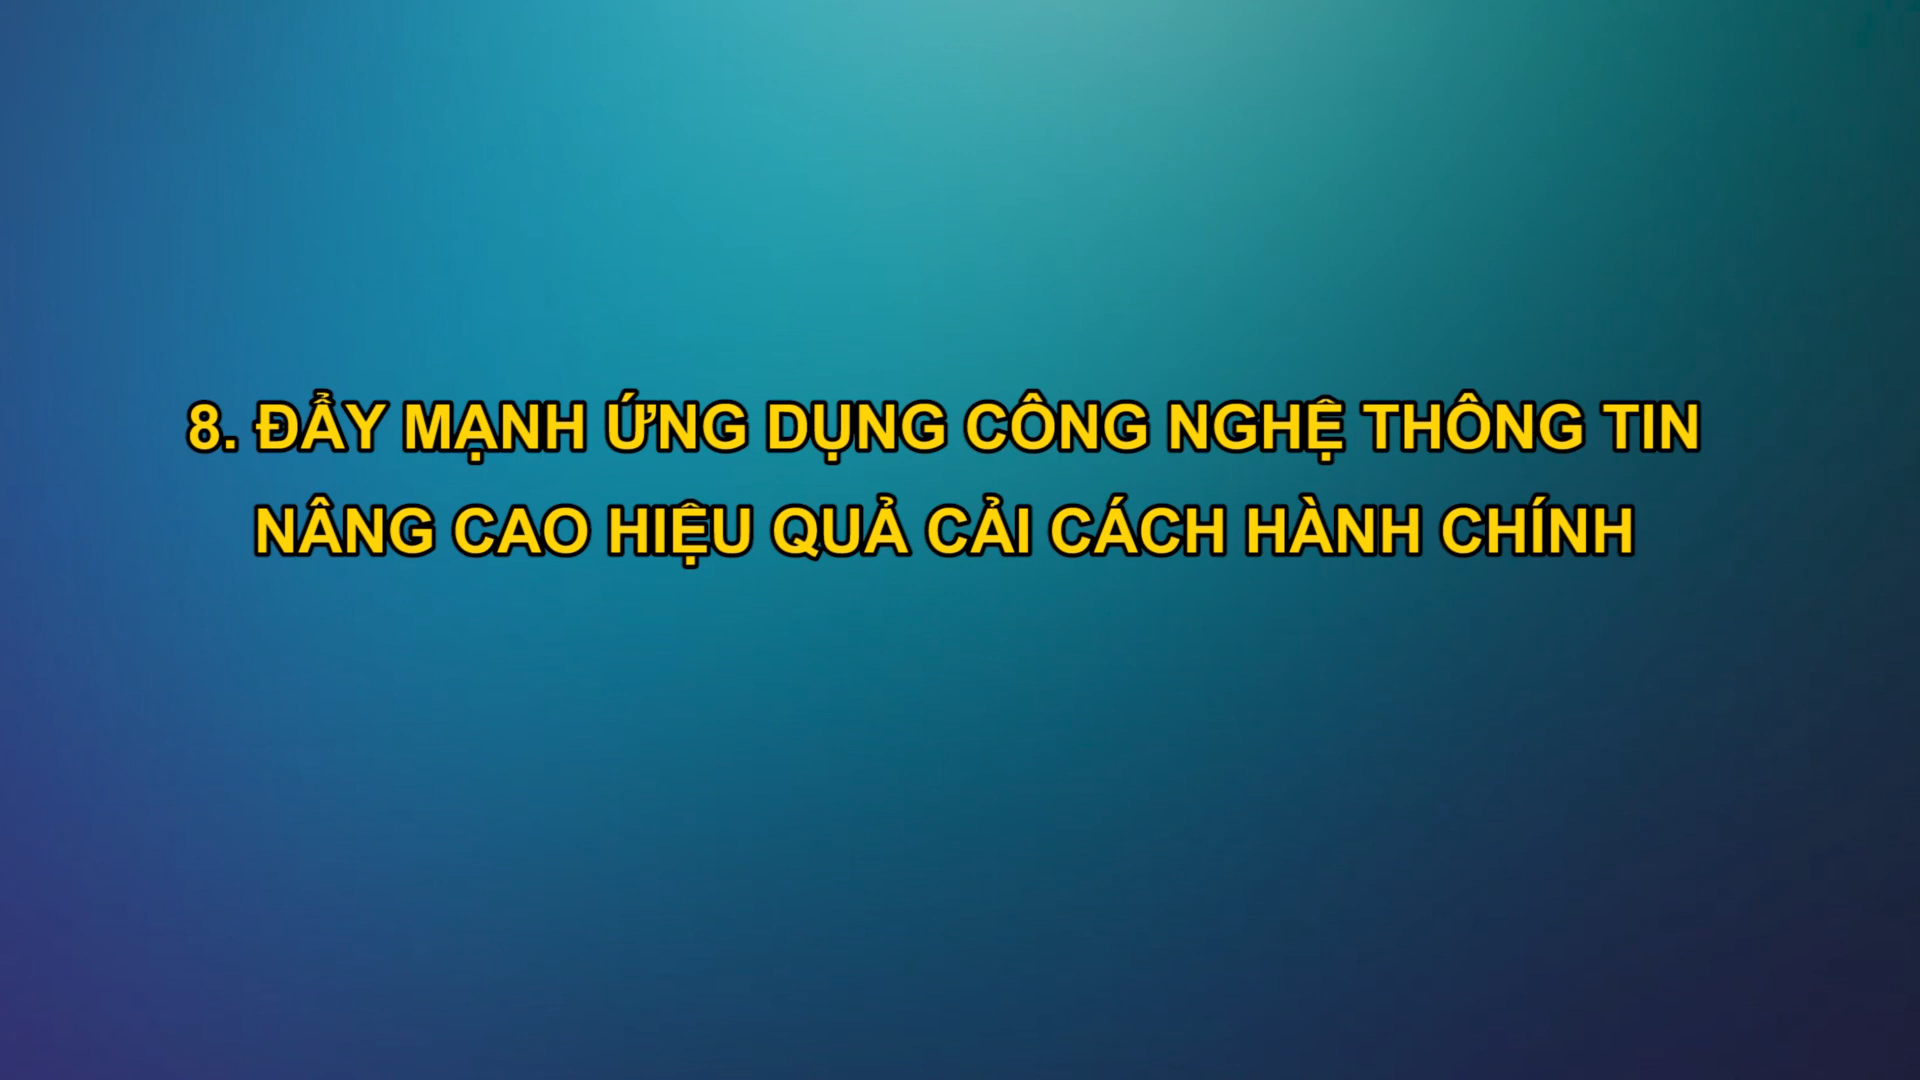 8. ĐẨY MẠNH ỨNG DỤNG CÔNG NGHỆ THÔNG TIN
NÂNG CAO HIỆU QUẢ CẢI CÁCH HÀNH CHÍNH